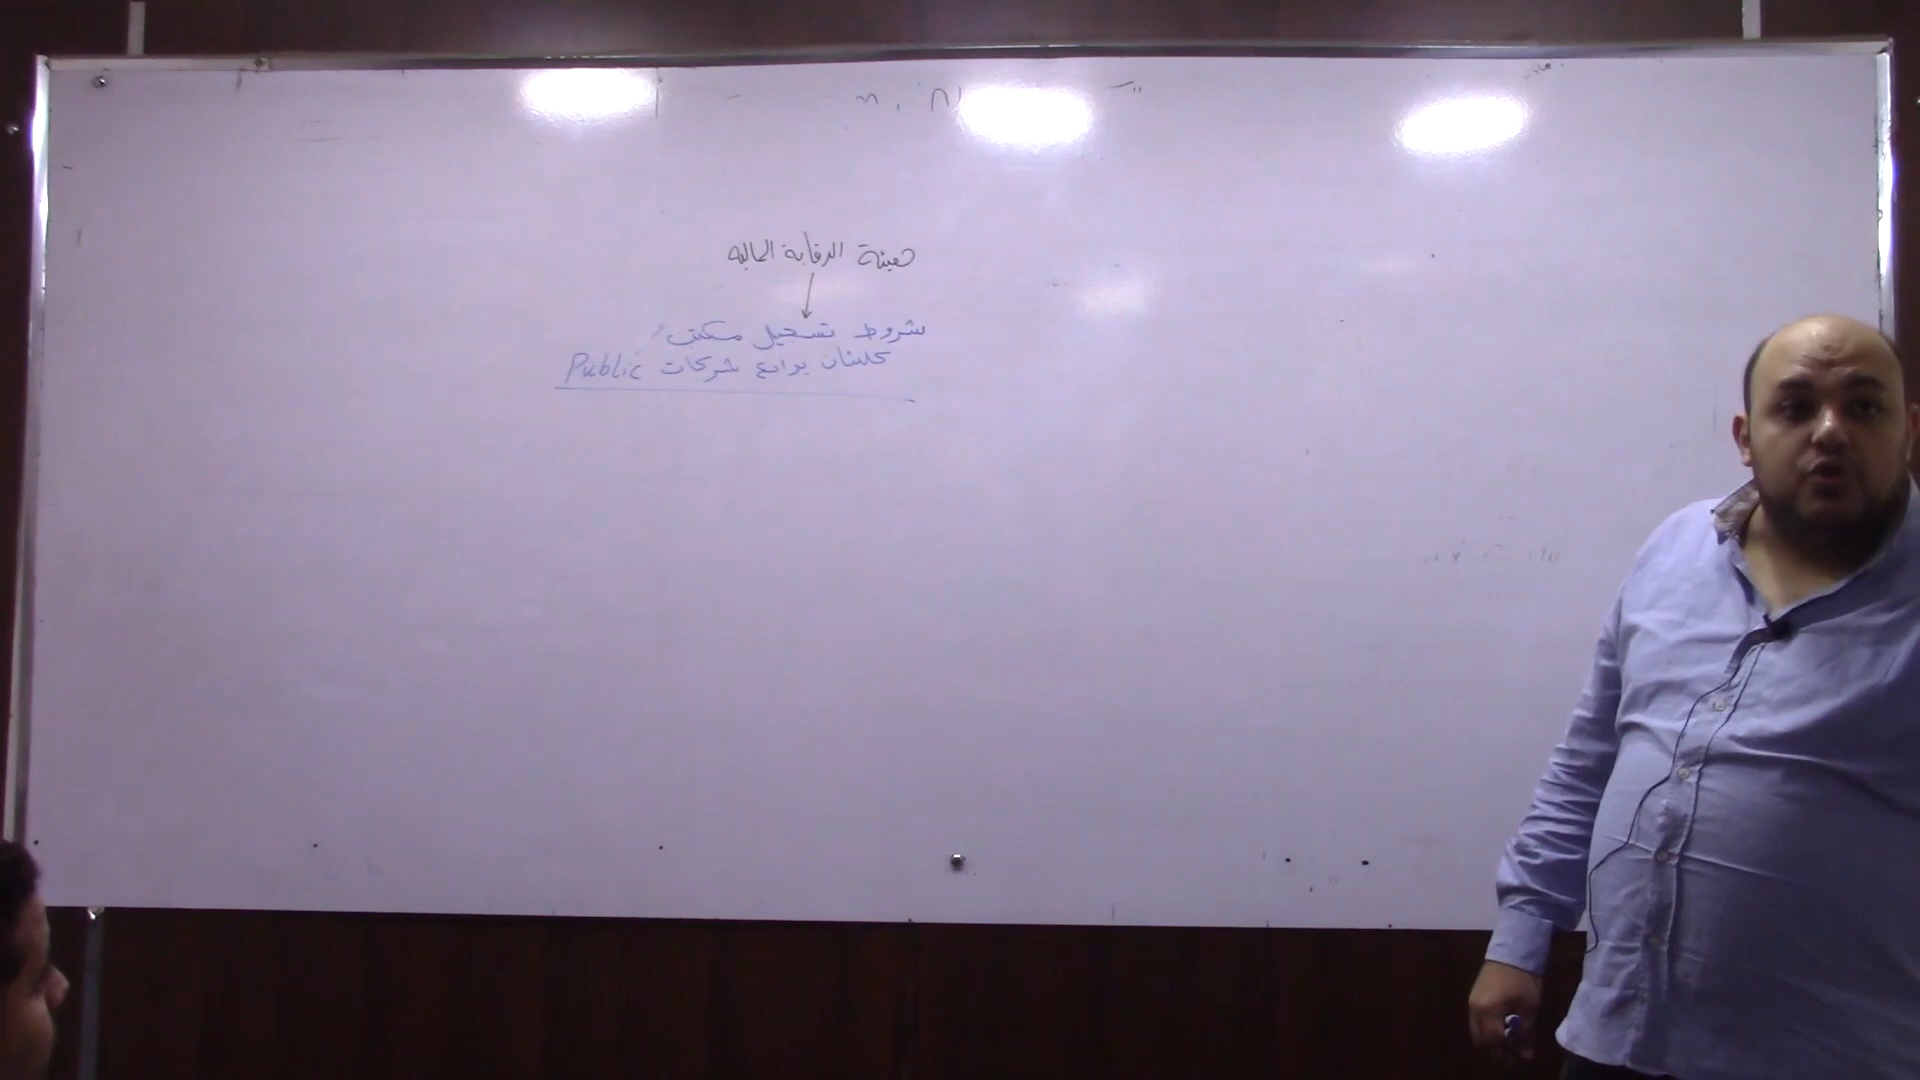 هيئة الرقابة المالية
شروط تسجيل مكتب
علشان يراجع شركات Public